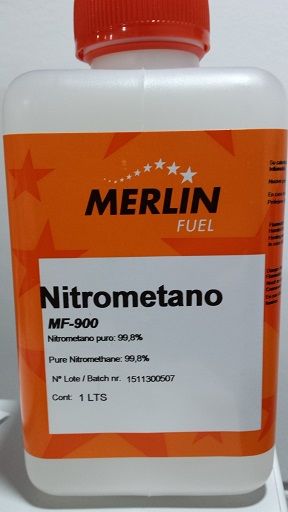 MERLIN
FUEL
Nitrometano
MF-900
Nitrometano puro: 99,8%
Pure Nitromethane: 99,8%
Nº Lote / Batch nr. 1511300507
Cont: 1 LTS